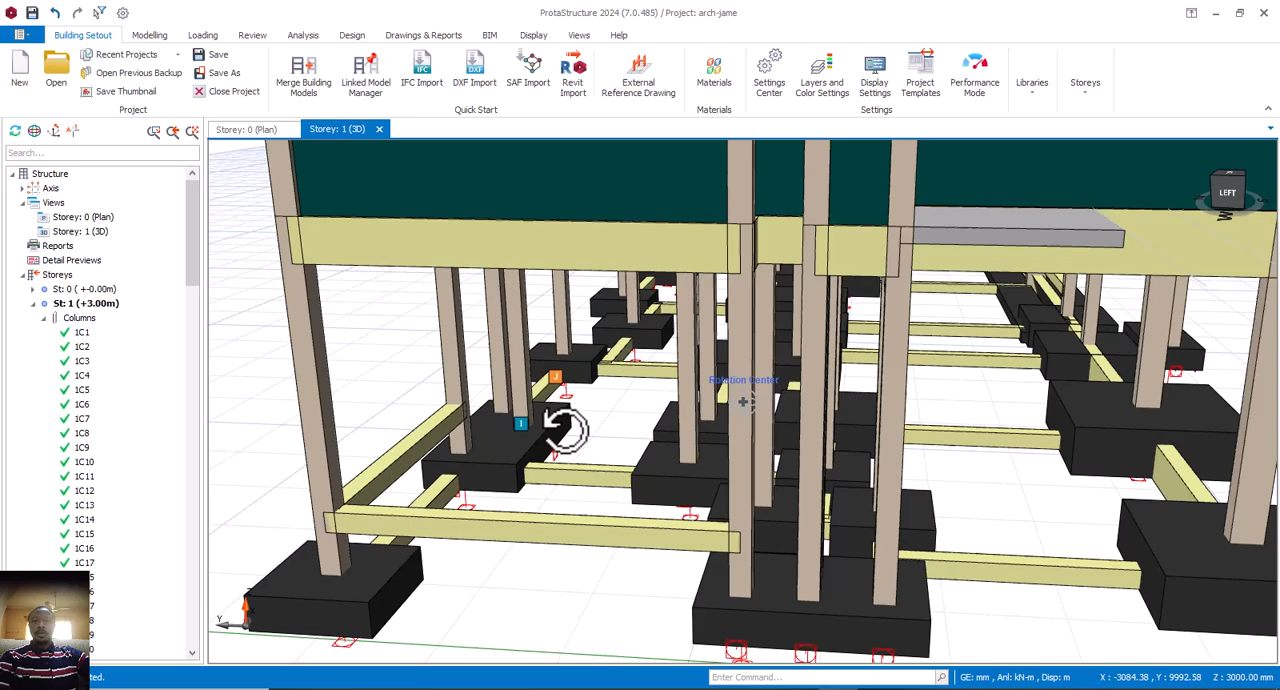 ProtaStructure 2024 (7.0.485) / Project: arch-jame
Building Setout Modelling Loading Review Analysis Design Drawings & Reports BIM Display Views Help
New
Open
Recent Projects
Open Previous Backup
Save Thumbnail
Save
Save As
Close Project
Project
Merge Building Models
Linked Model Manager
IFC Import
DXF Import
SAF Import
Revit Import
Quick Start
External Reference Drawing
Materials
Materials
Settings Center
Layers and Color Settings
Display Settings
Project Templates
Performance Mode
Settings
Libraries
Storeys
Storey: 0 (Plan)
Storey: 1 (3D)
Search...
Structure
Axis
Views
Storey: 0 (Plan)
Storey: 1 (3D)
Reports
Detail Previews
Storeys
St: 0 ( +-0.00m)
St: 1 (+3.00m)
Columns
1C1
1C2
1C3
1C4
1C5
1C6
1C7
1C8
1C9
1C10
1C11
1C12
1C13
1C14
1C15
1C16
1C17
LEFT
W
Rotation Center
J
I
Y
Enter Command...
GE: mm , Anl: kN-m , Disp: m
X : -3084.38 , Y : 9992.58
Z : 3000.00 mm